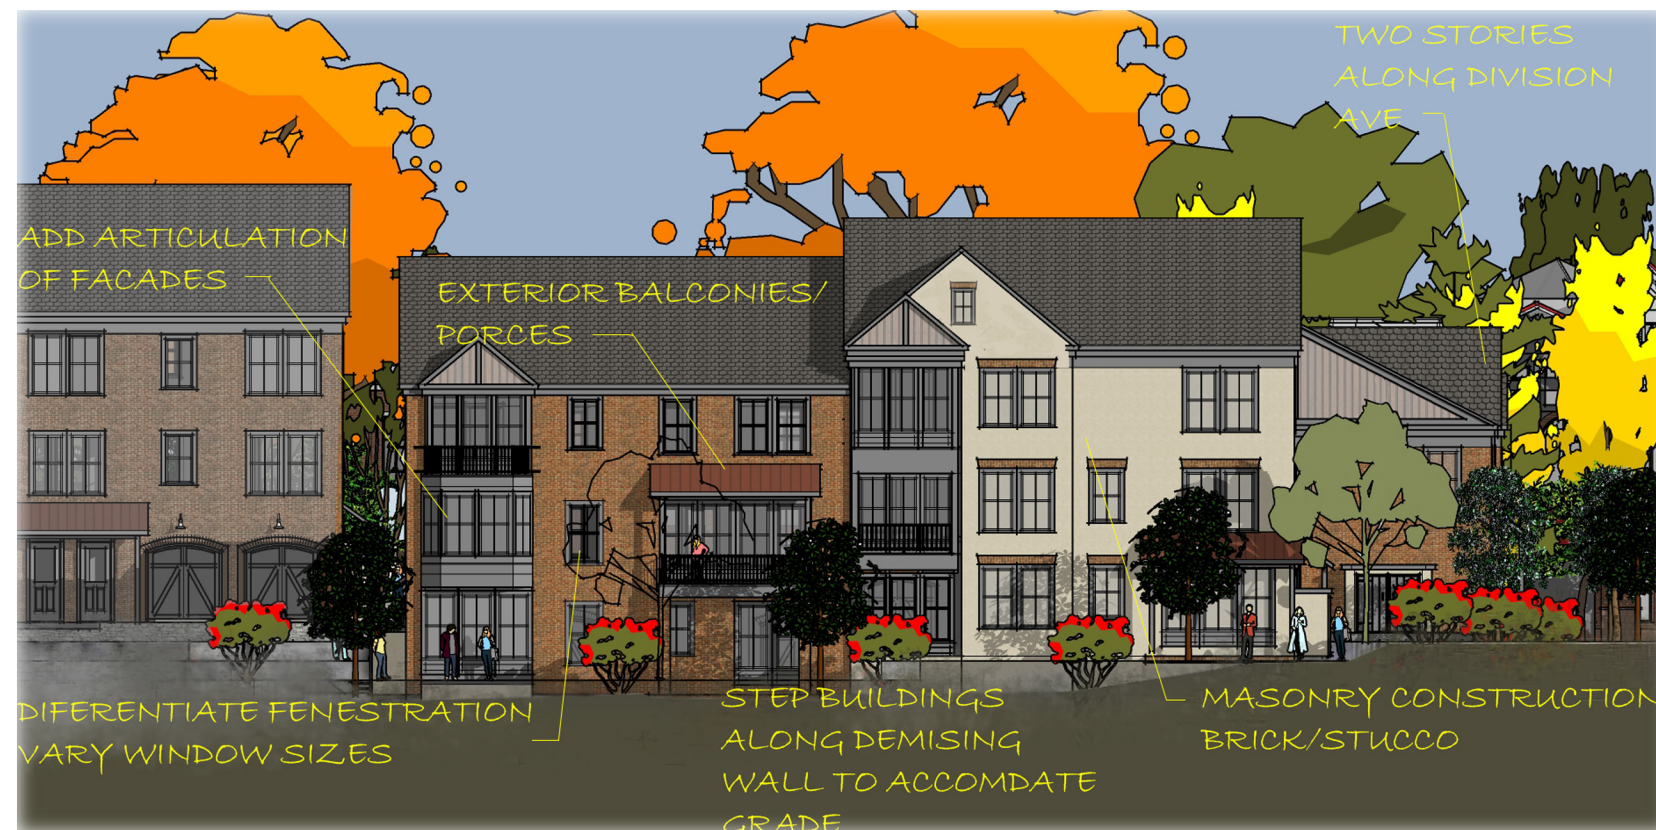 TWO STORIES
ALONG DIVISION
AVE
ADD ARTICULATION
OF FACADES
EXTERIOR BALCONIES/
PORCES
DIFERENTIATE FENESTRATION
VARY WINDOW SIZES
STEP BUILDINGS
ALONG DEMISING
WALL TO ACCOMDATE
GRADE
MASONRY CONSTRUCTION
BRICK/STUCCO